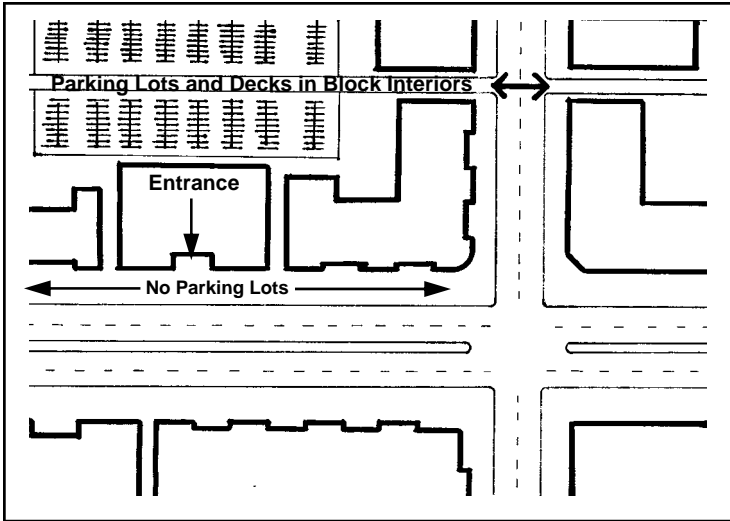 Parking Lots and Decks in Block Interiors
Entrance
No Parking Lots